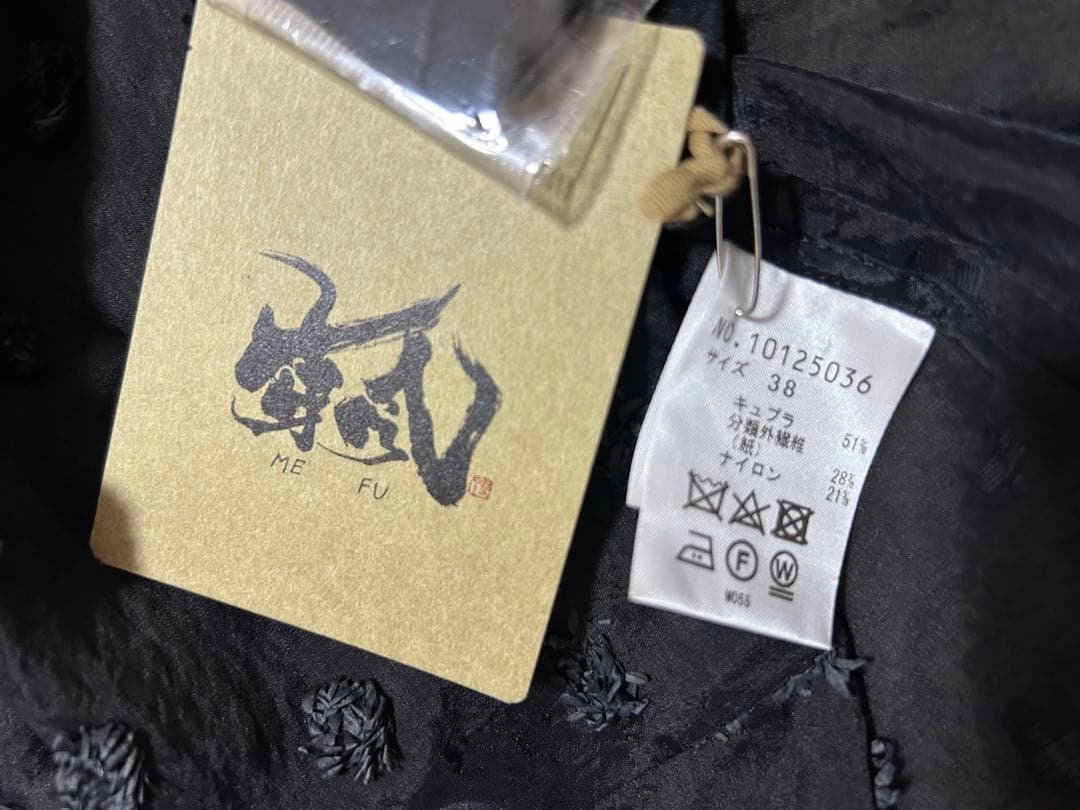 ME FU
NO.10125036
サイズ 38
キュプラ 51%
分類外繊維
(紙) 28%
ナイロン 21%
F
W